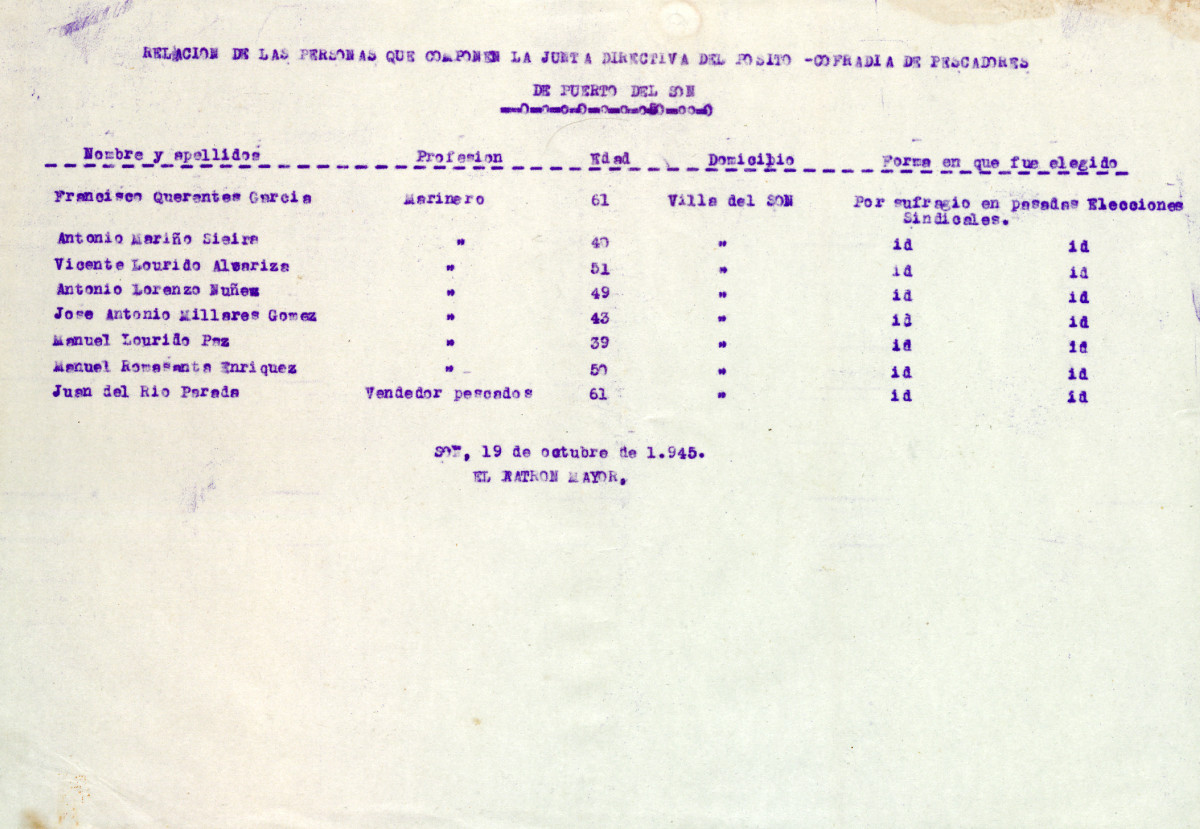 RELACION DE LAS PERSONAS QUE COMPONEN LA JUNTA DIRECTIVA DEL POSITO -COFRADIA DE PESCADORES
DE PUERTO DEL SON
Nombre y apellidos Profesion Edad Domicipio Forma en que fue elegido
Francisco Querantes Garcia Marinero 61 Villa del SON Por sufragio en pasadas Elecciones
Sindicales.
Antonio Mariño Sieira " 40 " id id
Vicente Lourido Alvariza " 51 " id id
Antonio Lorenzo Nuñez " 49 " id id
Jose Antonio Millares Gomez " 43 " id id
Manuel Lourido Paz " 39 " id id
Manuel Romasanta Enriquez " 50 " id id
Juan del Rio Parada Vendedor pescados 61 " id id
SON, 19 de octubre de 1.945.
EL PATRON MAYOR,